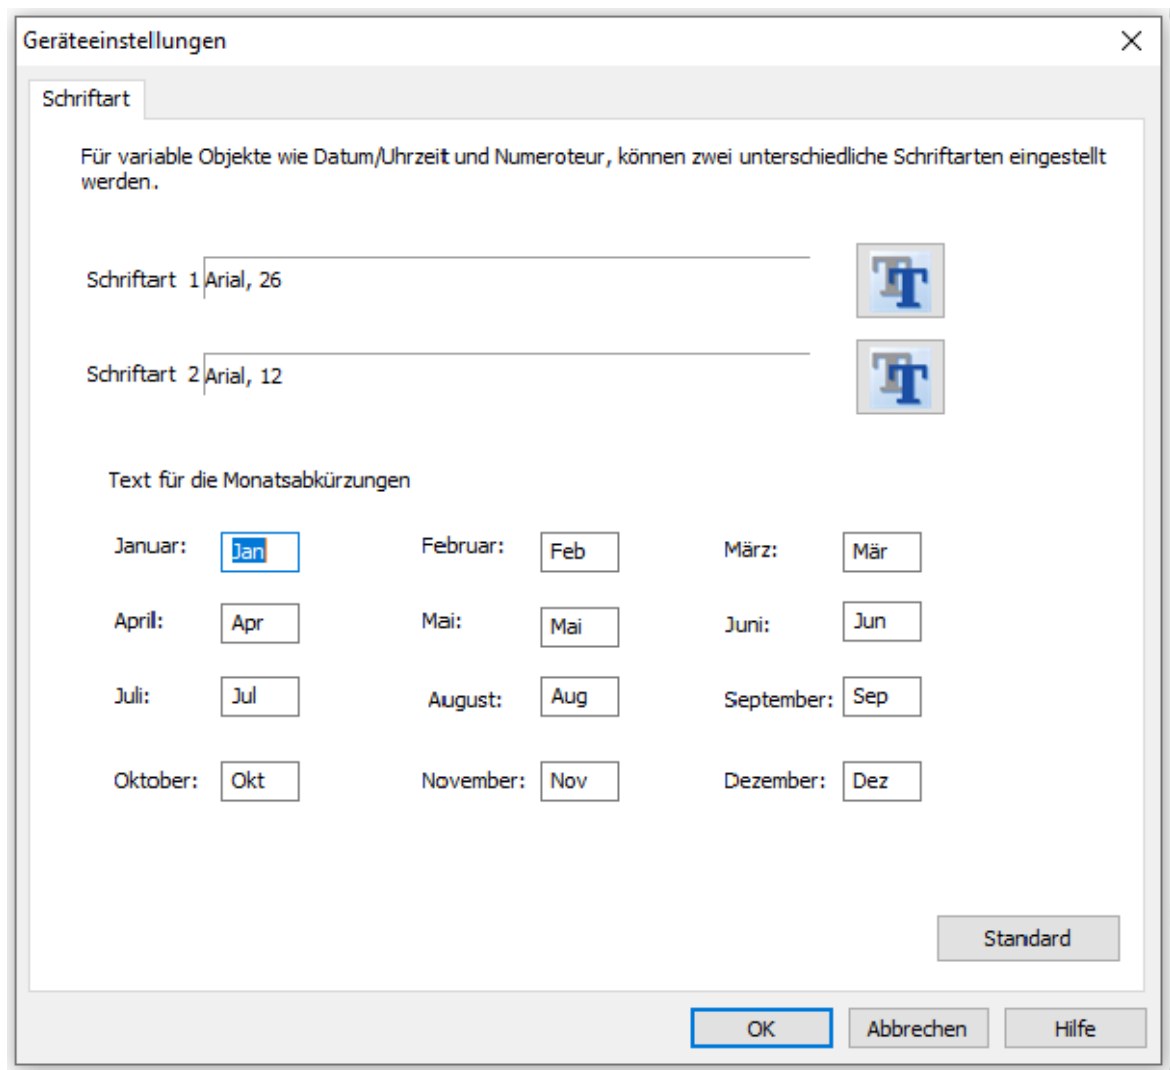 Geräteeinstellungen
Schriftart
Für variable Objekte wie Datum/Uhrzeit und Numeroteur, können zwei unterschiedliche Schriftarten eingestellt
werden.
Schriftart 1 Arial, 26
Schriftart 2 Arial, 12
Text für die Monatsabkürzungen
Januar: Jan Februar: Feb März: Mär
April: Apr Mai: Mai Juni: Jun
Juli: Jul August: Aug September: Sep
Oktober: Okt November: Nov Dezember: Dez
Standard
OK Abbrechen Hilfe